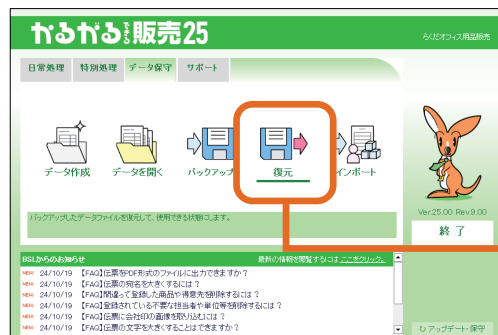 かるがるできる販売25
らくだオフィス用品販売
日常処理 特別処理 データ保守 サポート
データ作成 データを開く バックアップ 復元 インポート
バックアップしたデータファイルを復元して、使用できる状態にします。
Ver.25.00 Rev.9.00
終 了
BSLからのお知らせ 最新の情報を閲覧するには ここをクリック。
NEW 24/10/19 【FAQ】伝票をPDF形式のファイルに出力できますか？
NEW 24/10/19 【FAQ】伝票の宛名を大きくするには？
NEW 24/10/19 【FAQ】間違って登録した商品や得意先を削除するには？
NEW 24/10/19 【FAQ】登録されている不要な担当者や単位等を削除するには？
NEW 24/10/19 【FAQ】伝票に会社印の画像を取り込むには？
NEW 24/10/19 【FAQ】伝票の文字を大きくすることはできますか？
アップデート・保守